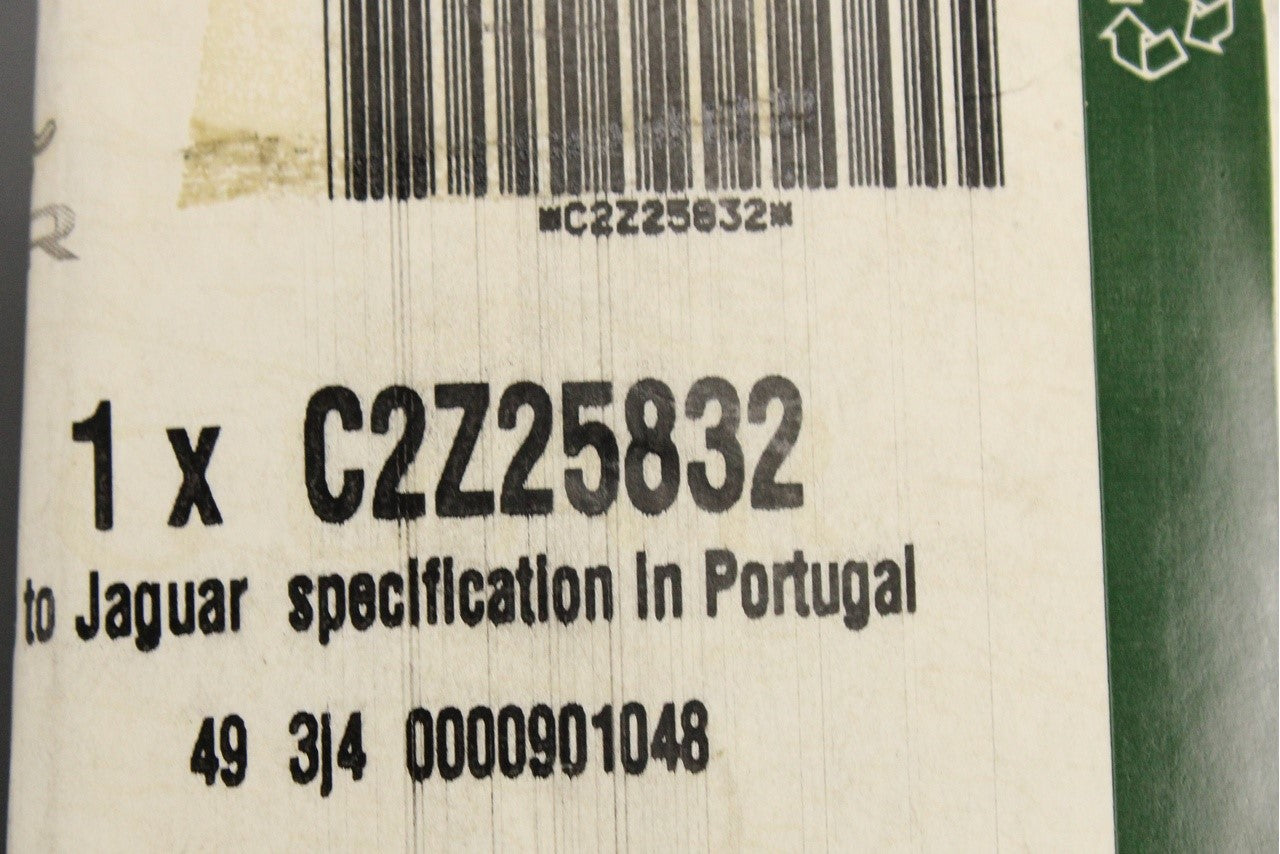 *C2Z25832*
1 x C2Z25832
to Jaguar specification in Portugal
49 3|4 0000901048